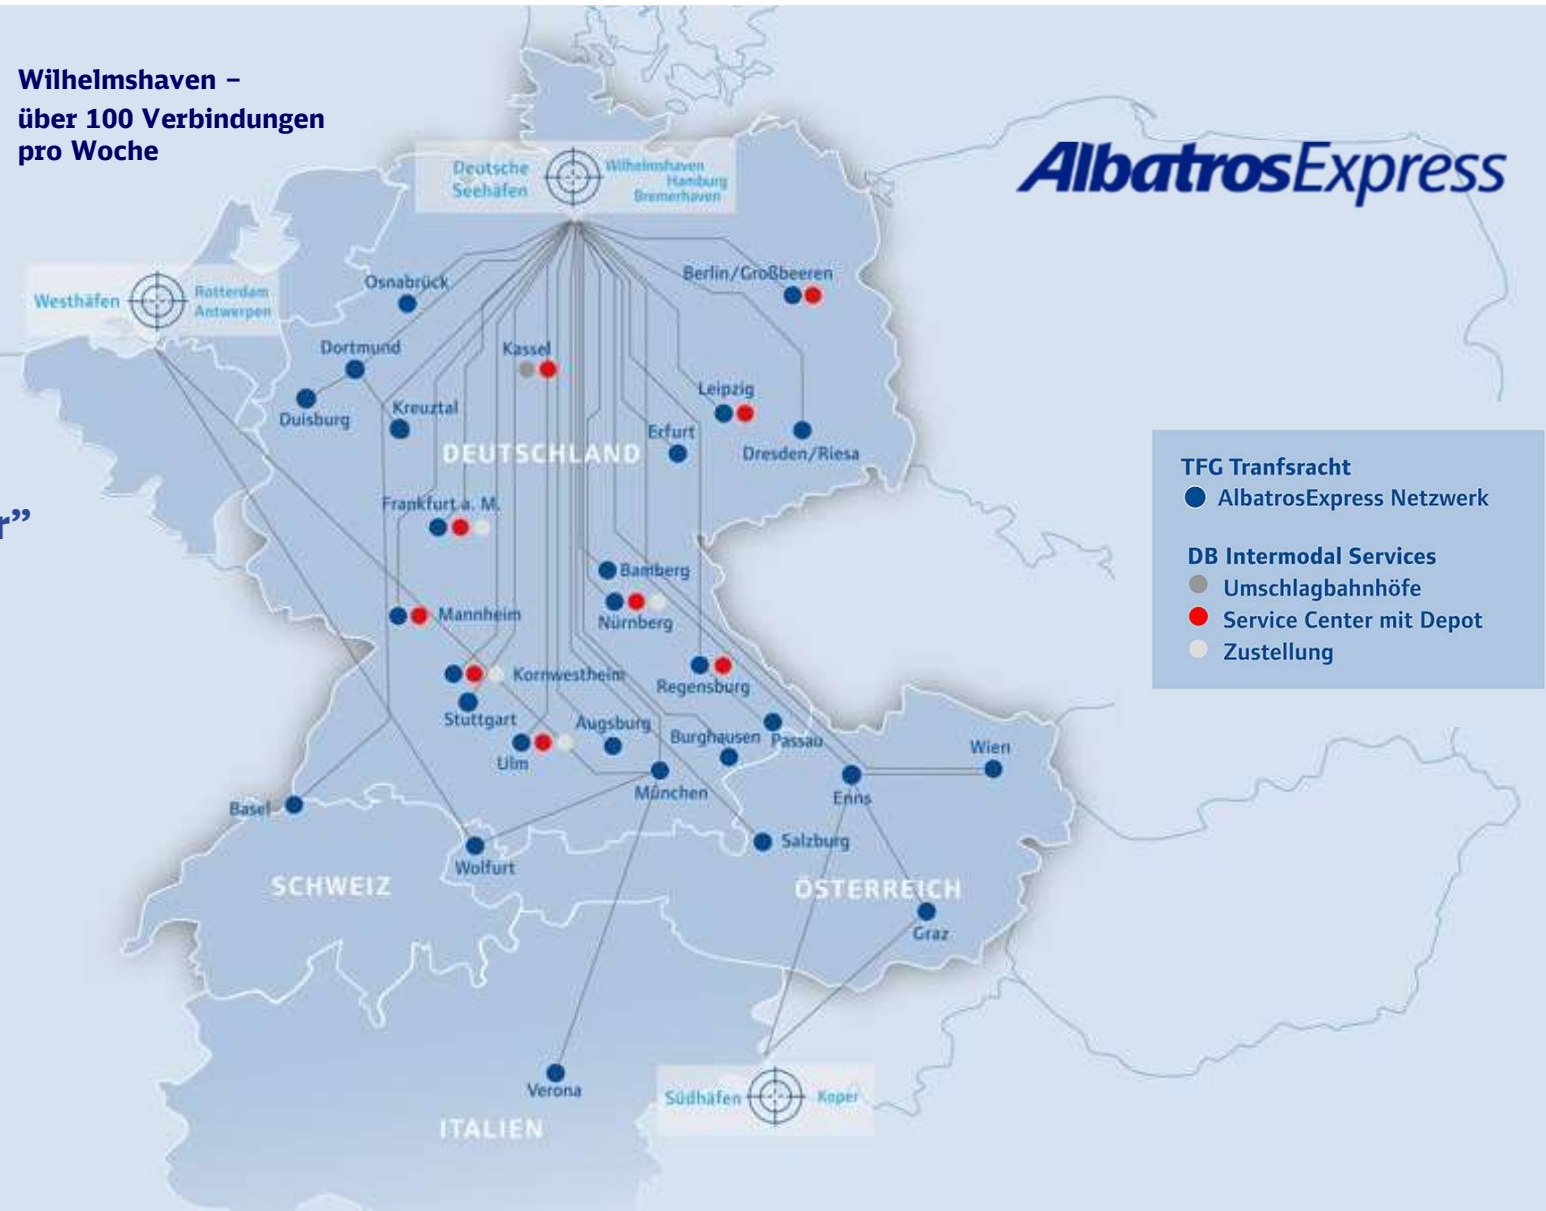 Wilhelmshaven –
über 100 Verbindungen
pro Woche
AlbatrosExpress
Deutsche
Seehäfen
Wilhelmshaven
Hamburg
Bremerhaven
Westhäfen
Rotterdam
Antwerpen
Osnabrück
Berlin/Großbeeren
Dortmund
Kassel
Duisburg
Kreuztal
Leipzig
Erfurt
Dresden/Riesa
DEUTSCHLAND
Frankfurt a. M.
r”
Bamberg
Nürnberg
Mannheim
Kornwestheim
Regensburg
Stuttgart
Augsburg
Burghausen
Passau
Ulm
München
Wien
Enns
Basel
Wolfurt
Salzburg
SCHWEIZ
ÖSTERREICH
Graz
Verona
ITALIEN
Südhäfen
Koper
TFG Tranfsracht
AlbatrosExpress Netzwerk
DB Intermodal Services
Umschlagbahnhöfe
Service Center mit Depot
Zustellung